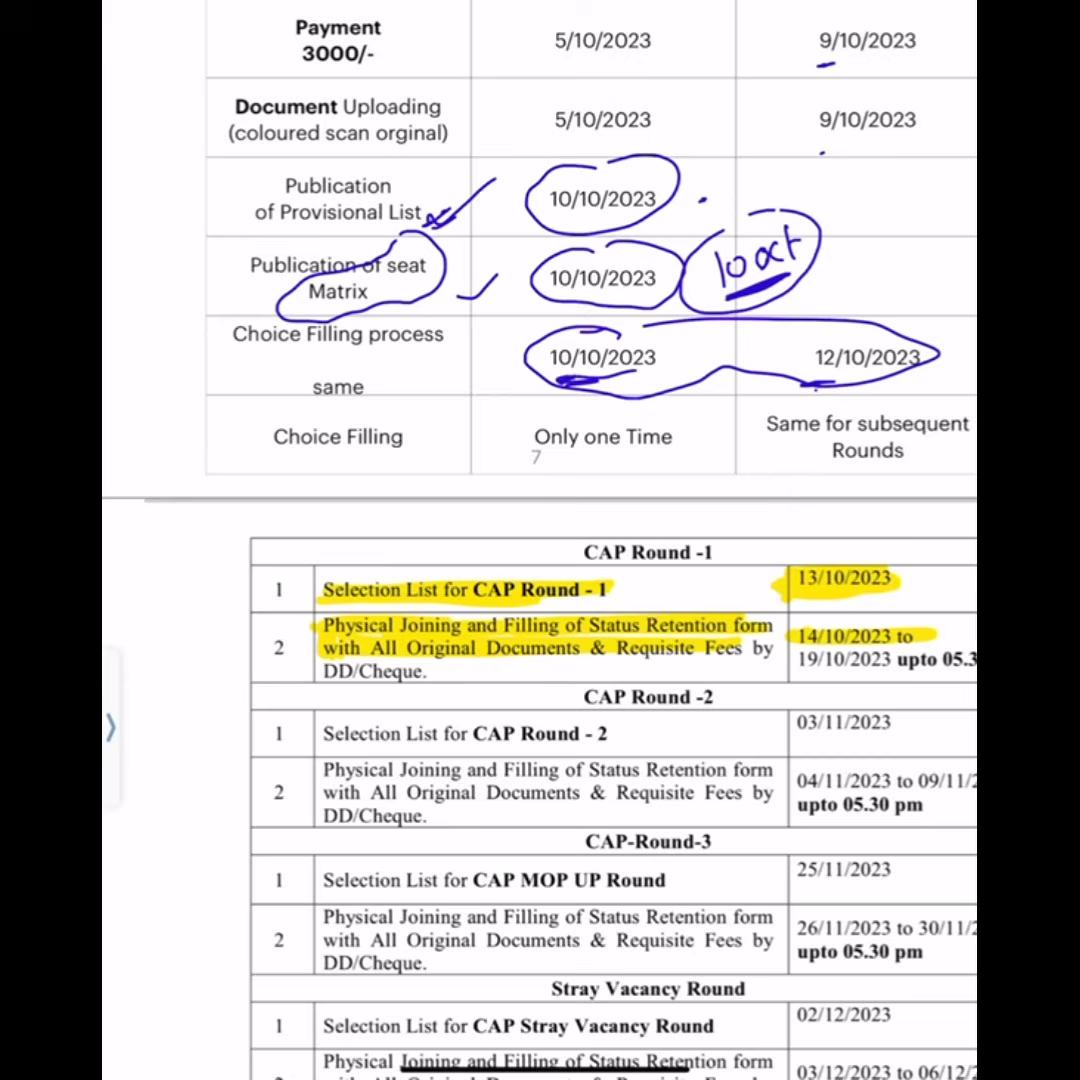 Payment
3000/-
5/10/2023
9/10/2023
Document Uploading
(coloured scan orginal)
5/10/2023
9/10/2023
Publication
of Provisional List
10/10/2023
Publication of seat
Matrix
10/10/2023
10 oct
Choice Filling process
same
10/10/2023
12/10/2023
Choice Filling
Only one Time
Same for subsequent
Rounds
7
CAP Round -1
1
Selection List for CAP Round - 1
13/10/2023
2
Physical Joining and Filling of Status Retention form
with All Original Documents & Requisite Fees by
DD/Cheque.
14/10/2023 to
19/10/2023 upto 05.3
CAP Round -2
1
Selection List for CAP Round - 2
03/11/2023
2
Physical Joining and Filling of Status Retention form
with All Original Documents & Requisite Fees by
DD/Cheque.
04/11/2023 to 09/11/2
upto 05.30 pm
CAP-Round-3
1
Selection List for CAP MOP UP Round
25/11/2023
2
Physical Joining and Filling of Status Retention form
with All Original Documents & Requisite Fees by
DD/Cheque.
26/11/2023 to 30/11/2
upto 05.30 pm
Stray Vacancy Round
1
Selection List for CAP Stray Vacancy Round
02/12/2023
Physical Joining and Filling of Status Retention form
03/12/2023 to 06/12/2